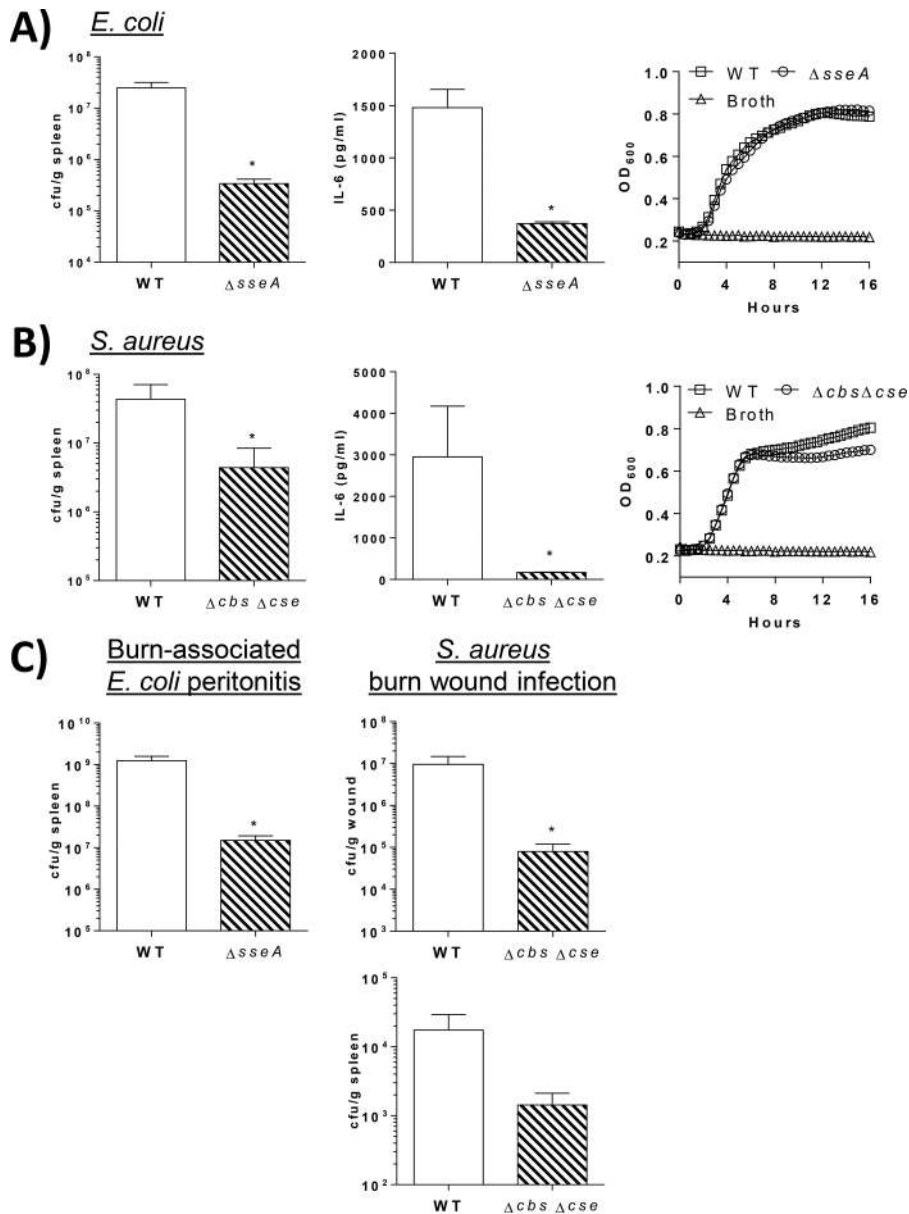 A) E. coli
cfu/g spleen
10⁸
10⁷
10⁶
10⁵
10⁴
*
WT
ΔsseA
IL-6 (pg/ml)
2000
1500
1000
500
0
*
WT
ΔsseA
WT ΔsseA
Broth
OD₆₀₀
1.0
0.8
0.6
0.4
0.2
0 4 8 12 16
Hours
B) S. aureus
cfu/g spleen
10⁸
10⁷
10⁶
10⁵
*
WT
Δcbs Δcse
IL-6 (pg/ml)
5000
4000
3000
2000
1000
0
*
WT
Δcbs Δcse
WT ΔcbsΔcse
Broth
OD₆₀₀
1.0
0.8
0.6
0.4
0.2
0 4 8 12 16
Hours
C) Burn-associated
E. coli peritonitis
cfu/g spleen
10¹⁰
10⁹
10⁸
10⁷
10⁶
10⁵
*
WT
ΔsseA
S. aureus
burn wound infection
cfu/g wound
10⁸
10⁷
10⁶
10⁵
10⁴
10³
*
WT
Δcbs Δcse
cfu/g spleen
10⁵
10⁴
10³
10²
WT
Δcbs Δcse